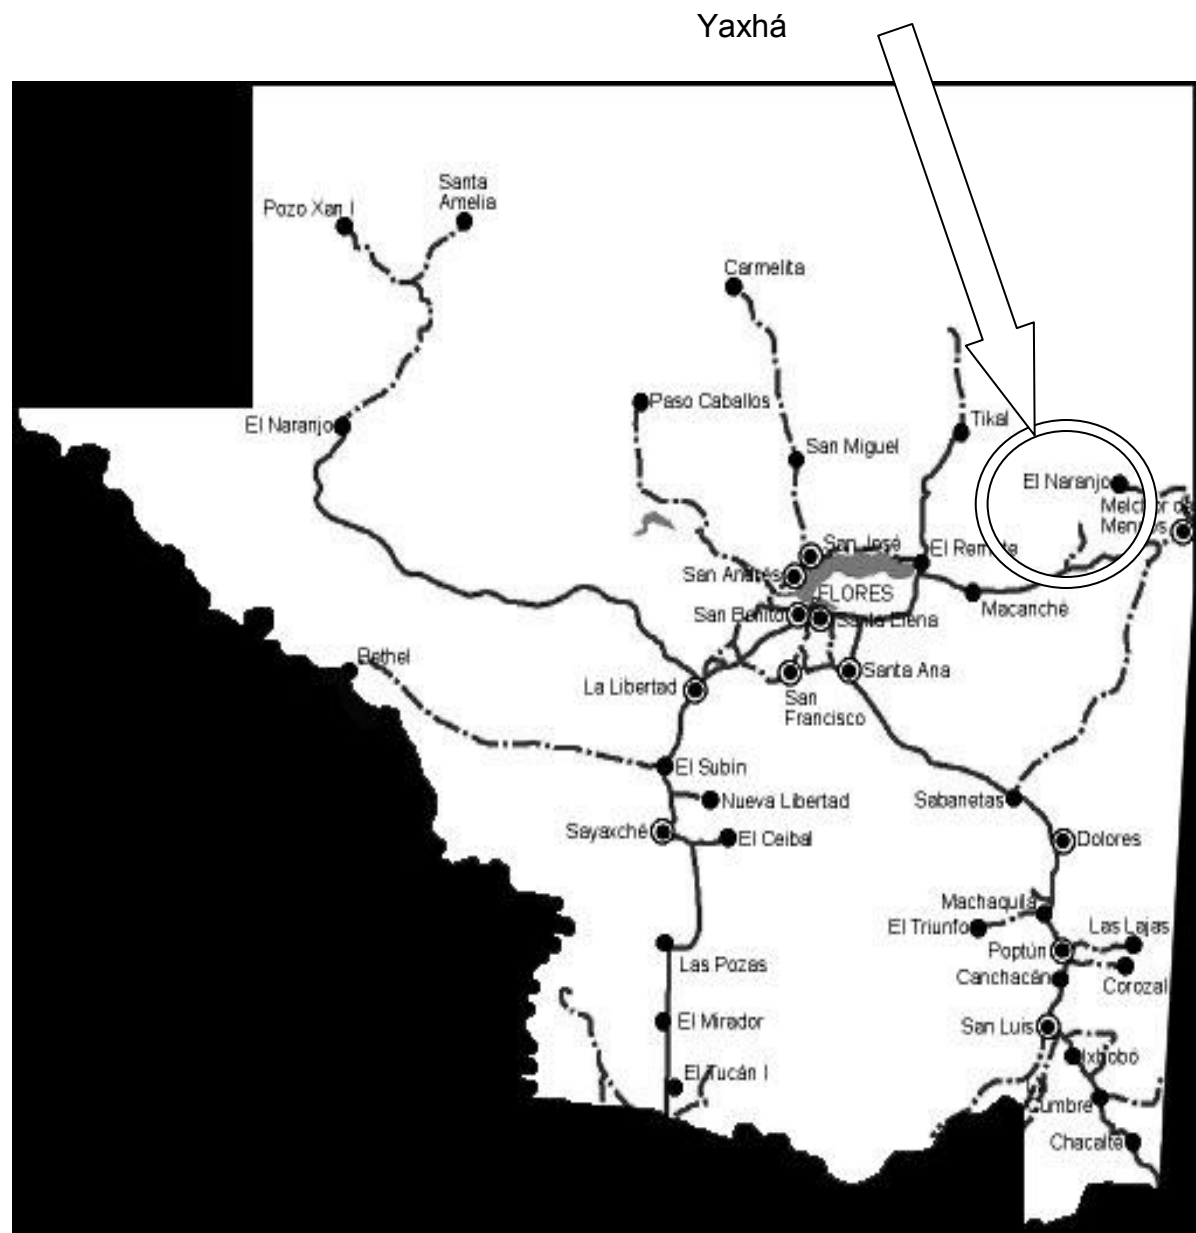 Yaxhá
Santa
Amelia
Pozo Xan I
Carmelita
Paso Caballos
El Naranjo
Tikal
San Miguel
El Naranjo
Melchor de
Mencos
San José
El Remate
San Andrés
FLORES
Macanché
San Benito
Santa Elena
Bethel
Santa Ana
La Libertad
San
Francisco
El Subin
Nueva Libertad
Sabanetas
Sayaxché
El Ceibal
Dolores
Machaquila
El Triunfo
Las Lajas
Poptún
Las Pozas
Canchacán
Corozal
El Mirador
San Luis
Ixbobó
El Tucán I
Cumbre
Chacalté